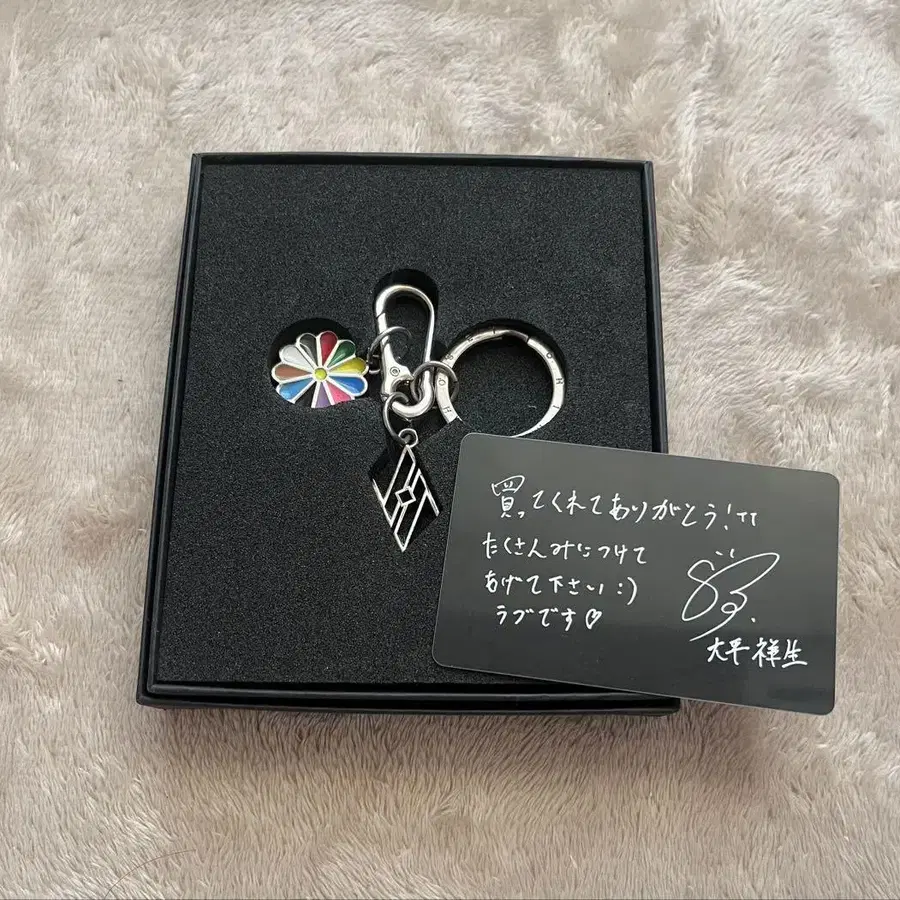 買ってくれてありがとう！TT
たくさんみにつけて
あげて下さい :)
ラブです♡
大平祥生